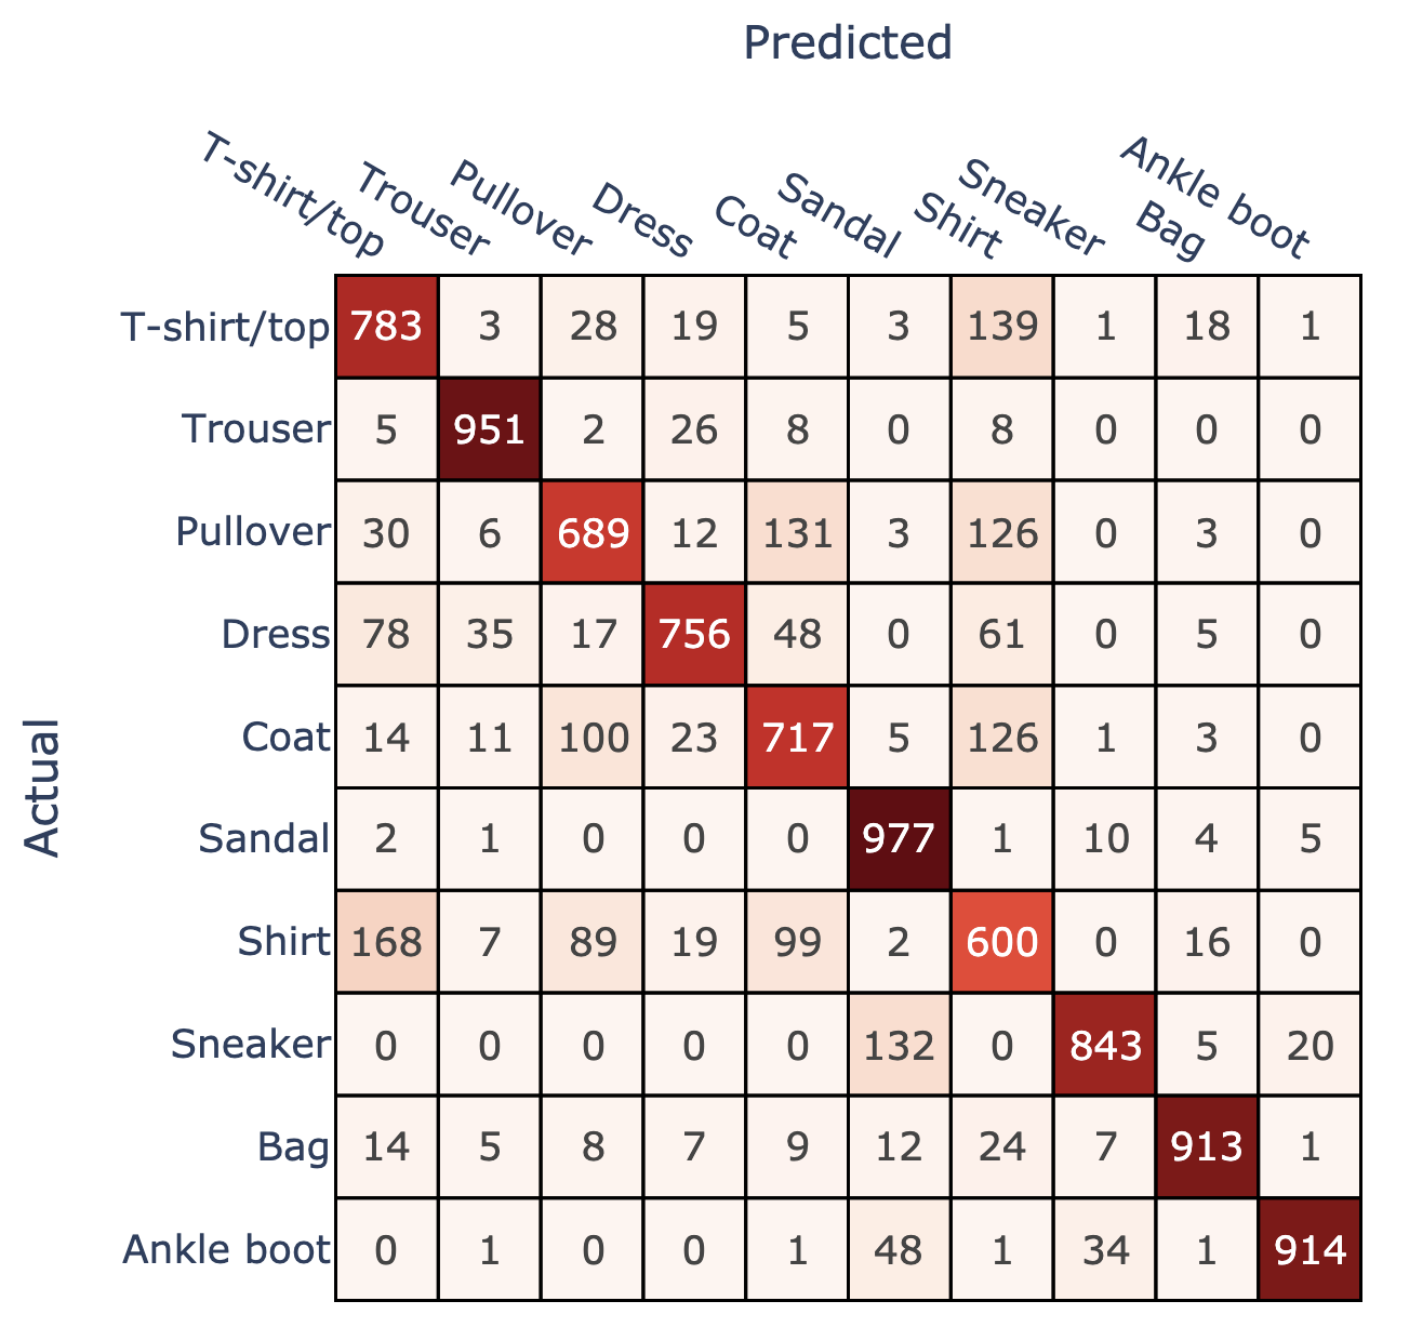 Predicted
T-shirt/top Trouser Pullover Dress Coat Sandal Shirt Sneaker Bag Ankle boot
Actual
T-shirt/top 783 3 28 19 5 3 139 1 18 1
Trouser 5 951 2 26 8 0 8 0 0 0
Pullover 30 6 689 12 131 3 126 0 3 0
Dress 78 35 17 756 48 0 61 0 5 0
Coat 14 11 100 23 717 5 126 1 3 0
Sandal 2 1 0 0 0 977 1 10 4 5
Shirt 168 7 89 19 99 2 600 0 16 0
Sneaker 0 0 0 0 0 132 0 843 5 20
Bag 14 5 8 7 9 12 24 7 913 1
Ankle boot 0 1 0 0 1 48 1 34 1 914